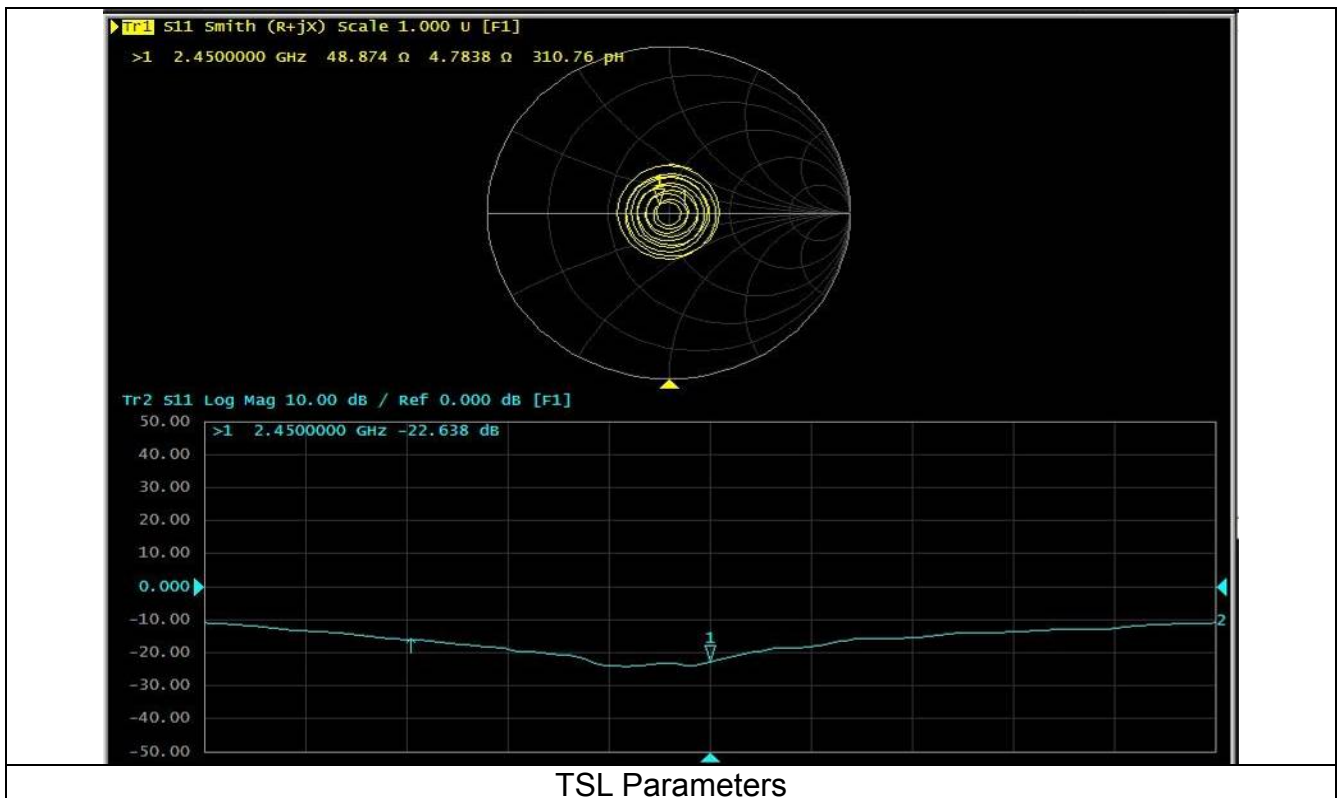 Tr1 S11 Smith (R+jX) Scale 1.000 U [F1]
>1 2.4500000 GHz 48.874 Ω 4.7838 Ω 310.76 pH
1
Tr2 S11 Log Mag 10.00 dB / Ref 0.000 dB [F1]
50.00
>1 2.4500000 GHz -22.638 dB
40.00
30.00
20.00
10.00
0.000
-10.00
2
1
-20.00
-30.00
-40.00
-50.00
TSL Parameters